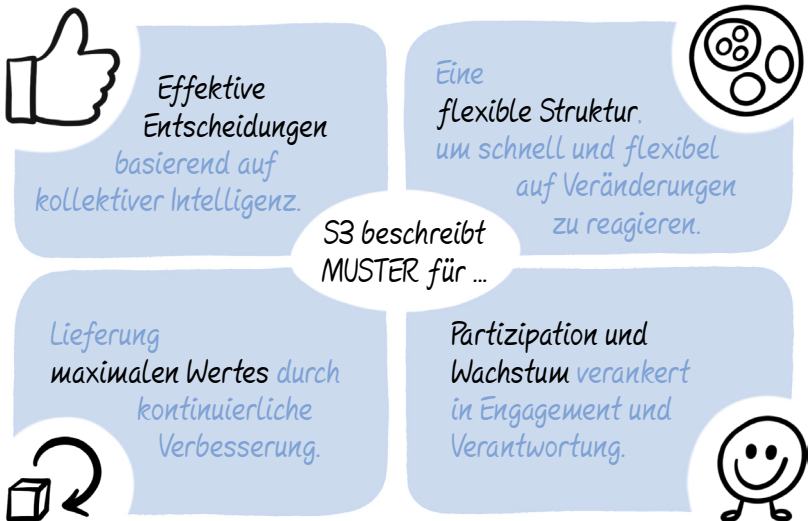 Effektive
Entscheidungen
basierend auf
kollektiver Intelligenz.
Eine
flexible Struktur,
um schnell und flexibel
auf Veränderungen
zu reagieren.
S3 beschreibt
MUSTER für ...
Lieferung
maximalen Wertes durch
kontinuierliche
Verbesserung.
Partizipation und
Wachstum verankert
in Engagement und
Verantwortung.